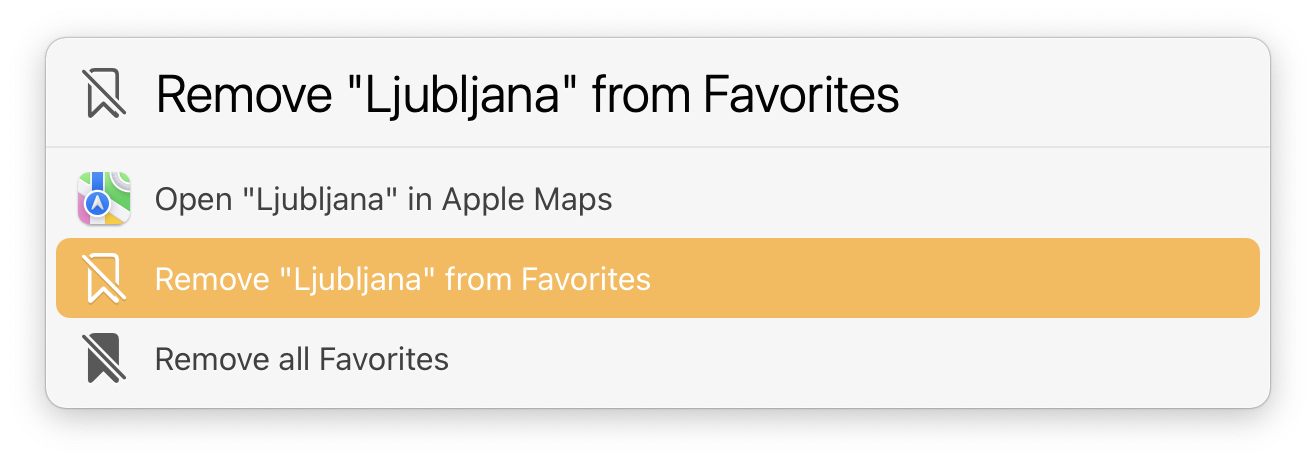 Remove "Ljubljana" from Favorites
Open "Ljubljana" in Apple Maps
Remove "Ljubljana" from Favorites
Remove all Favorites